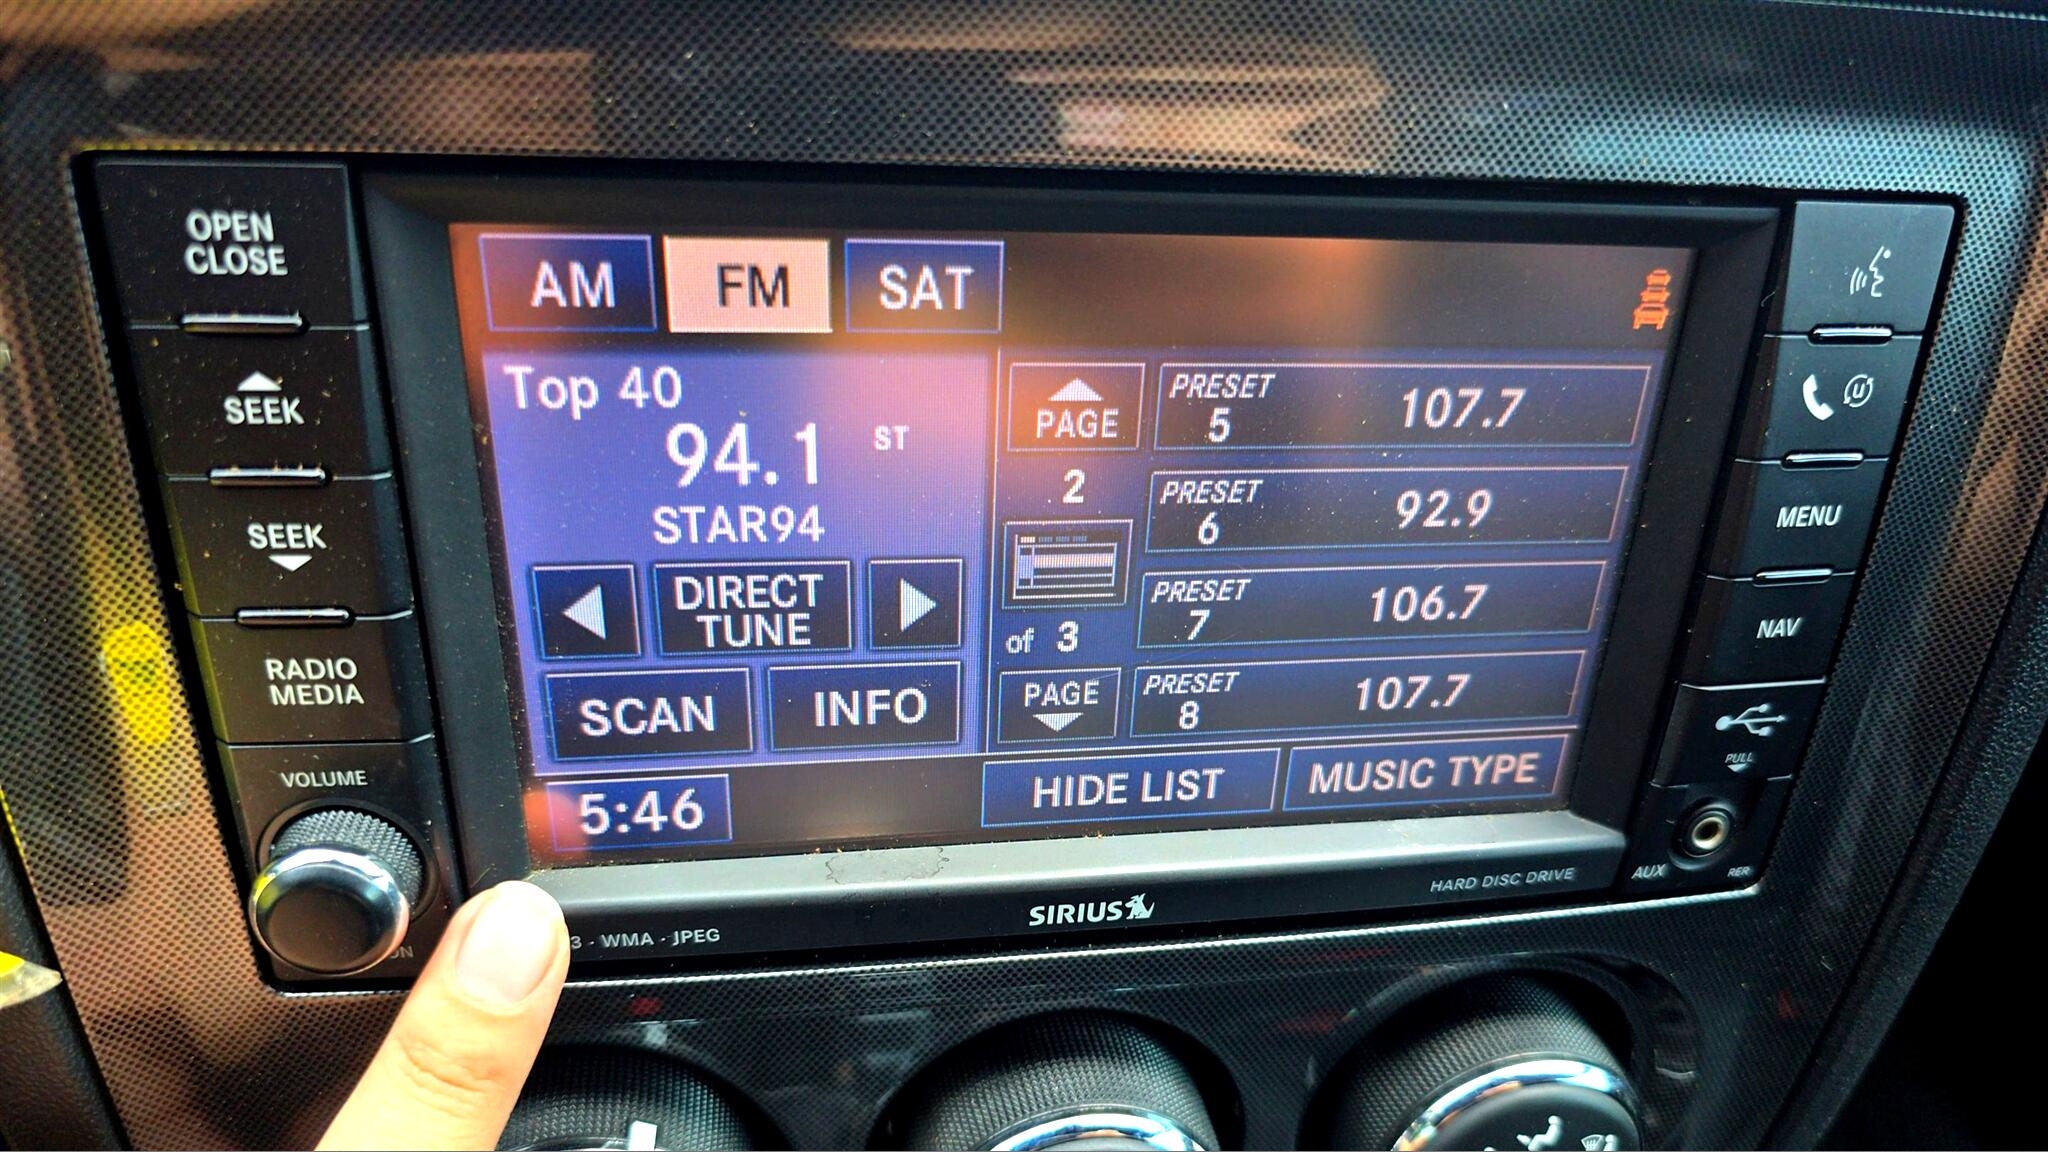 OPEN
CLOSE
SEEK
SEEK
RADIO
MEDIA
VOLUME
AM
FM
SAT
Top 40
94.1 ST
STAR94
DIRECT
TUNE
SCAN
INFO
5:46
PAGE
2
of 3
PAGE
PRESET
5
107.7
PRESET
6
92.9
PRESET
7
106.7
PRESET
8
107.7
HIDE LIST
MUSIC TYPE
MENU
NAV
PULL
AUX
3 · WMA · JPEG
SIRIUS
HARD DISC DRIVE